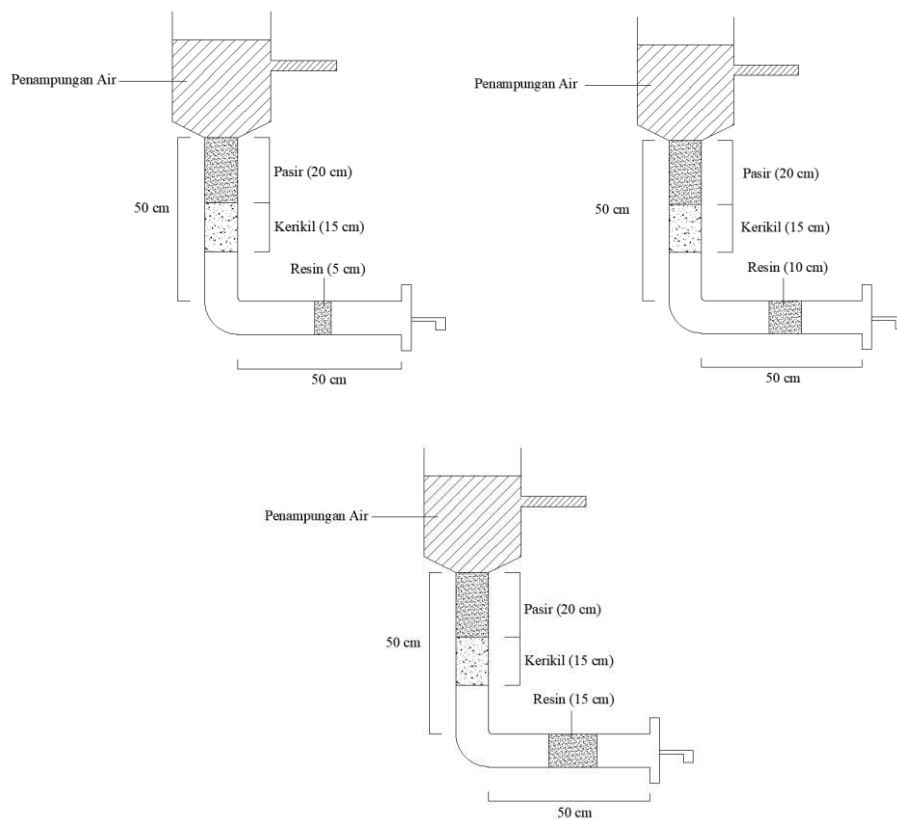 Penampungan Air
Pasir (20 cm)
50 cm
Kerikil (15 cm)
Resin (5 cm)
50 cm
Penampungan Air
Pasir (20 cm)
50 cm
Kerikil (15 cm)
Resin (10 cm)
50 cm
Penampungan Air
Pasir (20 cm)
50 cm
Kerikil (15 cm)
Resin (15 cm)
50 cm